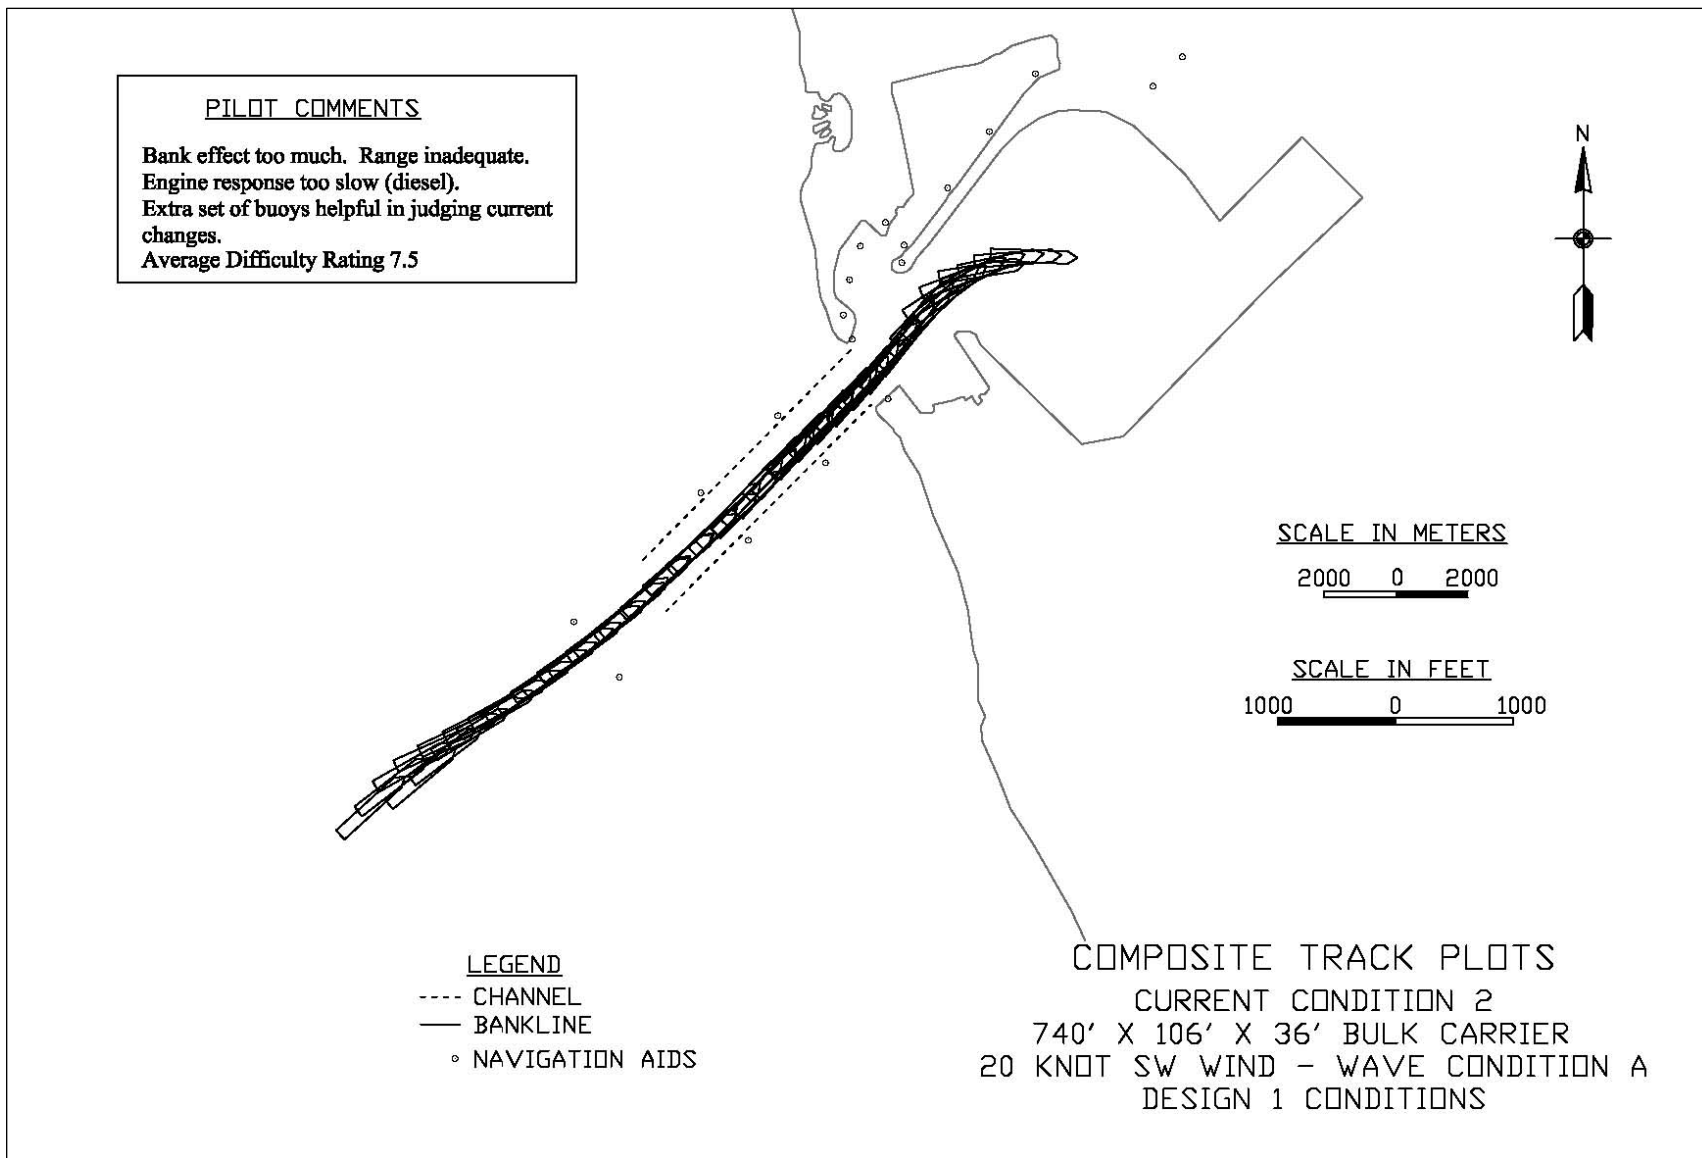 PILOT COMMENTS
Bank effect too much. Range inadequate.
Engine response too slow (diesel).
Extra set of buoys helpful in judging current
changes.
Average Difficulty Rating 7.5
N
SCALE IN METERS
2000 0 2000
SCALE IN FEET
1000 0 1000
LEGEND
CHANNEL
BANKLINE
NAVIGATION AIDS
COMPOSITE TRACK PLOTS
CURRENT CONDITION 2
740' X 106' X 36' BULK CARRIER
20 KNOT SW WIND - WAVE CONDITION A
DESIGN 1 CONDITIONS